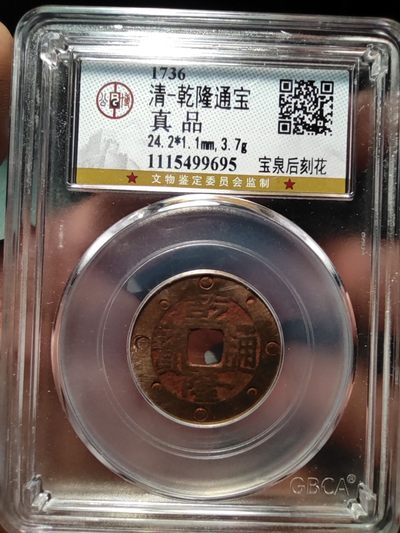 1736
清-乾隆通宝
真品
24.2*1.1mm,3.7g
1115499695 宝泉后刻花
★ 文物鉴定委员会监制 ★
乾隆通寶
GBCA®